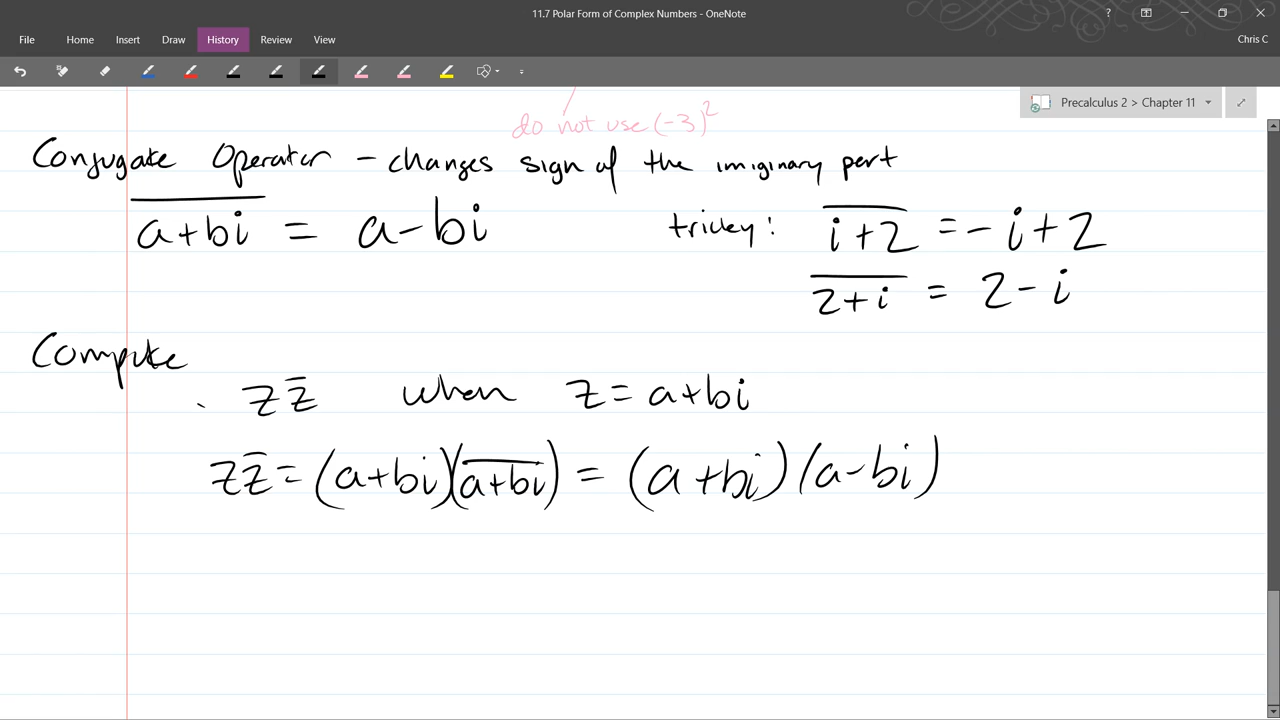 11.7 Polar Form of Complex Numbers - OneNote
File Home Insert Draw History Review View
Chris C
Precalculus 2 > Chapter 11
do not use (-3)²
Conjugate Operator - changes sign of the imiginary part
a+bi̅ = a-bi
tricky: i+2̅ = -i+2
2+i̅ = 2-i
Compute
zz̅ when z = a+bi
zz̅ = (a+bi)(a+bi̅) = (a+bi)(a-bi)